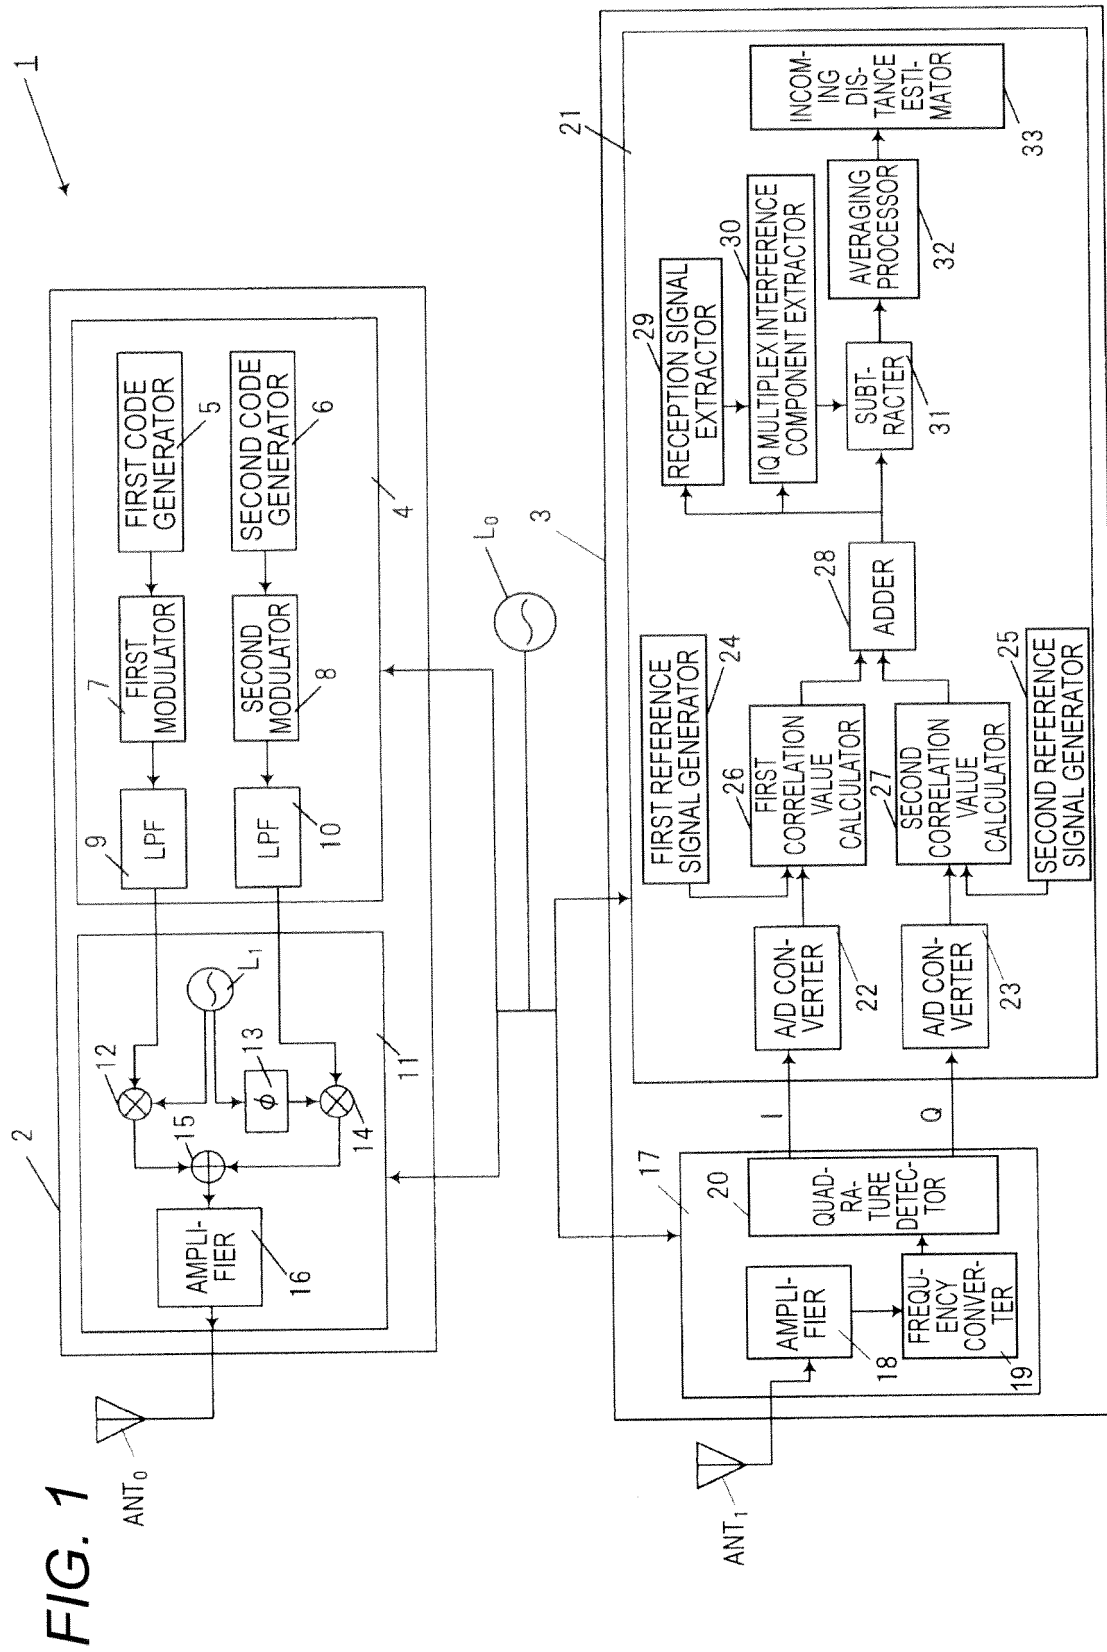 FIG. 1
1
2
ANT0
AMPLI-
FIER
16
15
12
14
13
ϕ
L1
11
9
LPF
LPF
10
7
FIRST
MODULATOR
SECOND
MODULATOR
8
FIRST CODE
GENERATOR
5
SECOND CODE
GENERATOR
6
4
L0
3
ANT1
17
AMPLI-
FIER
18
FREQU-
ENCY
CONVER-
TER
19
20
QUAD-
RA-
TURE
DETEC-
TOR
I
Q
21
A/D CON-
VERTER
22
A/D CON-
VERTER
23
FIRST REFERENCE
SIGNAL GENERATOR
24
26
FIRST
CORRELATION
VALUE
CALCULATOR
27
SECOND
CORRELATION
VALUE
CALCULATOR
25
SECOND REFERENCE
SIGNAL GENERATOR
28
ADDER
29
RECEPTION SIGNAL
EXTRACTOR
30
IQ MULTIPLEX INTERFERENCE
COMPONENT EXTRACTOR
SUBT-
RACTER
31
AVERAGING
PROCESSOR
32
INCOM-
ING
DIS-
TANCE
ESTI-
MATOR
33